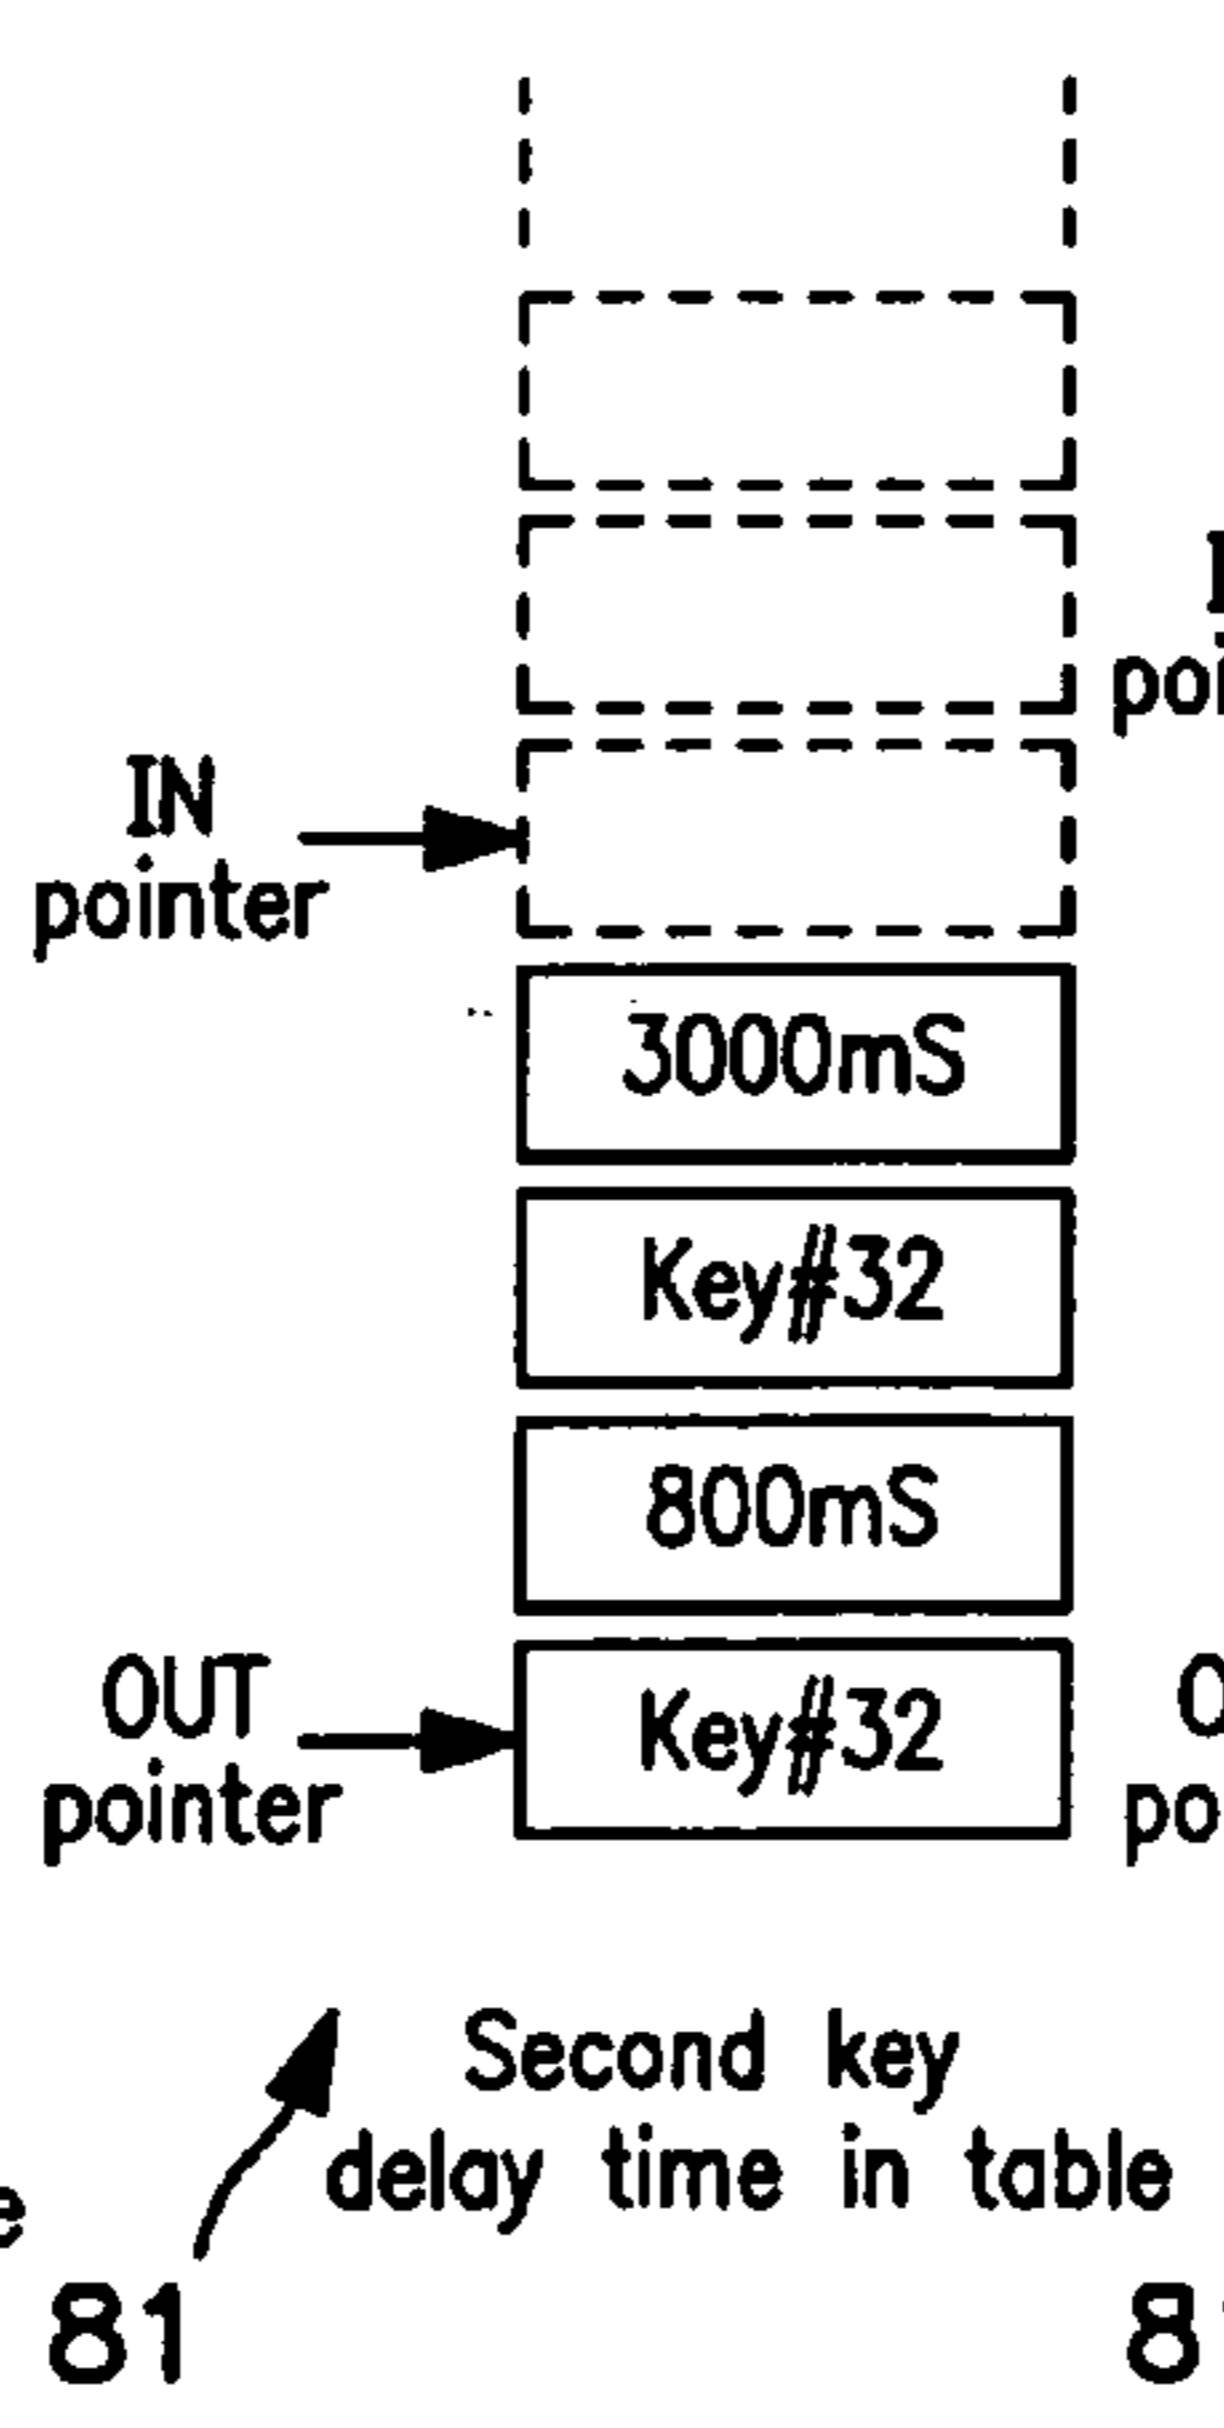 IN
pointer
3000mS
Key#32
800mS
Key#32
OUT
pointer
Second key
delay time in table
81